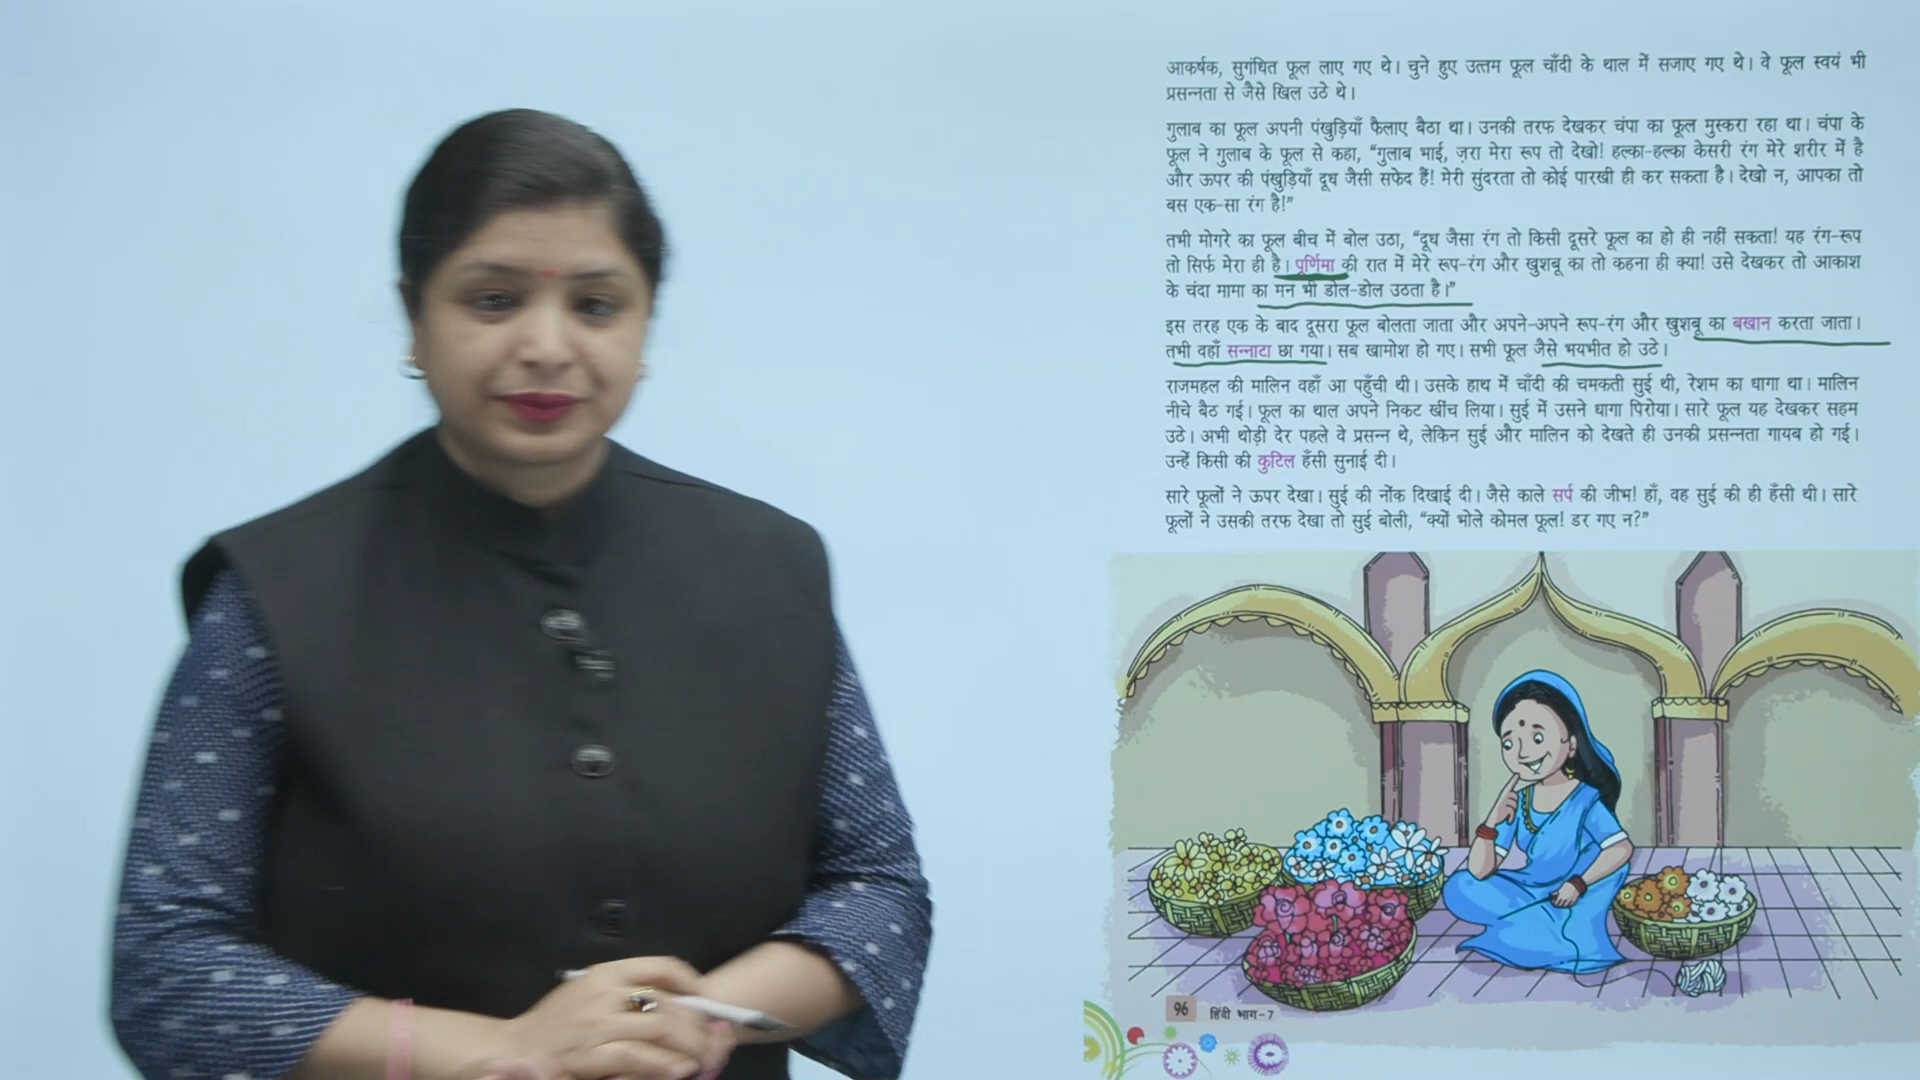 आकर्षक, सुगंधित फूल लाए गए थे। चुने हुए उत्तम फूल चाँदी के थाल में सजाए गए थे। वे फूल स्वयं भी
प्रसन्नता से जैसे खिल उठे थे।
गुलाब का फूल अपनी पंखुड़ियाँ फैलाए बैठा था। उनकी तरफ देखकर चंपा का फूल मुस्करा रहा था। चंपा के
फूल ने गुलाब के फूल से कहा, “गुलाब भाई, ज़रा मेरा रूप तो देखो! हल्का-हल्का केसरी रंग मेरे शरीर में है
और ऊपर की पंखुड़ियाँ दूध जैसी सफेद हैं! मेरी सुंदरता तो कोई पारखी ही कर सकता है। देखो न, आपका तो
बस एक-सा रंग है!”
तभी मोगरे का फूल बीच में बोल उठा, “दूध जैसा रंग तो किसी दूसरे फूल का हो ही नहीं सकता! यह रंग-रूप
तो सिर्फ मेरा ही है। पूर्णिमा की रात में मेरे रूप-रंग और खुशबू का तो कहना ही क्या! उसे देखकर तो आकाश
के चंदा मामा का मन भी डोल-डोल उठता है।”
इस तरह एक के बाद दूसरा फूल बोलता जाता और अपने-अपने रूप-रंग और खुशबू का बखान करता जाता।
तभी वहाँ सन्नाटा छा गया। सब खामोश हो गए। सभी फूल जैसे भयभीत हो उठे।
राजमहल की मालिन वहाँ आ पहुँची थी। उसके हाथ में चाँदी की चमकती सुई थी, रेशम का धागा था। मालिन
नीचे बैठ गई। फूल का थाल अपने निकट खींच लिया। सुई में उसने धागा पिरोया। सारे फूल यह देखकर सहम
उठे। अभी थोड़ी देर पहले वे प्रसन्न थे, लेकिन सुई और मालिन को देखते ही उनकी प्रसन्नता गायब हो गई।
उन्हें किसी की कुटिल हँसी सुनाई दी।
सारे फूलों ने ऊपर देखा। सुई की नोंक दिखाई दी। जैसे काले सर्प की जीभ! हाँ, वह सुई की ही हँसी थी। सारे
फूलों ने उसकी तरफ देखा तो सुई बोली, “क्यों भोले कोमल फूल! डर गए न?”
96 हिंदी भाग-7